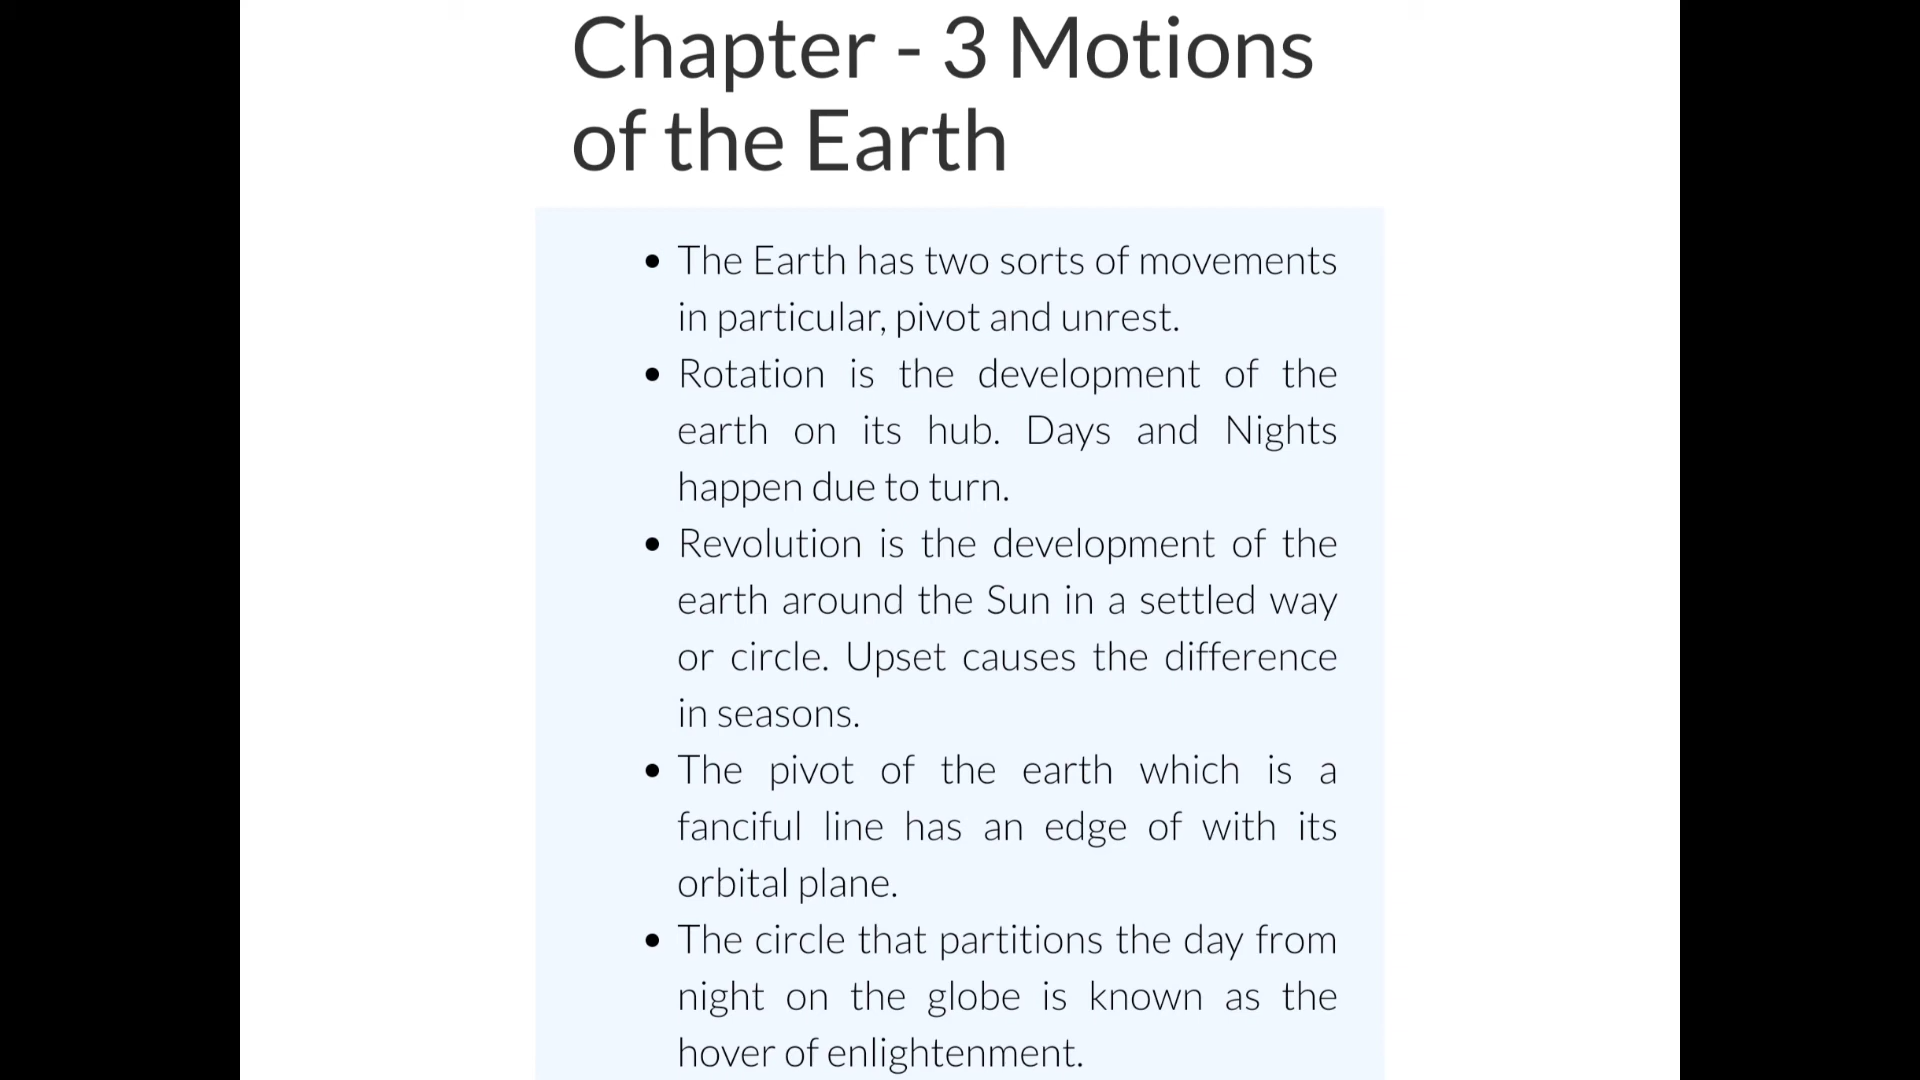 Chapter - 3 Motions
of the Earth
• The Earth has two sorts of movements
in particular, pivot and unrest.
• Rotation is the development of the
earth on its hub. Days and Nights
happen due to turn.
• Revolution is the development of the
earth around the Sun in a settled way
or circle. Upset causes the difference
in seasons.
• The pivot of the earth which is a
fanciful line has an edge of with its
orbital plane.
• The circle that partitions the day from
night on the globe is known as the
hover of enlightenment.